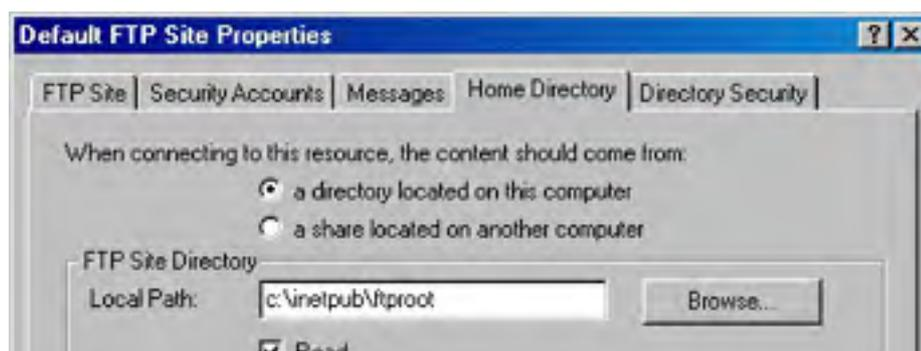 Default FTP Site Properties
? ×
FTP Site Security Accounts Messages Home Directory Directory Security
When connecting to this resource, the content should come from:
a directory located on this computer
a share located on another computer
FTP Site Directory
Local Path: c:\inetpub\ftproot Browse...
Read